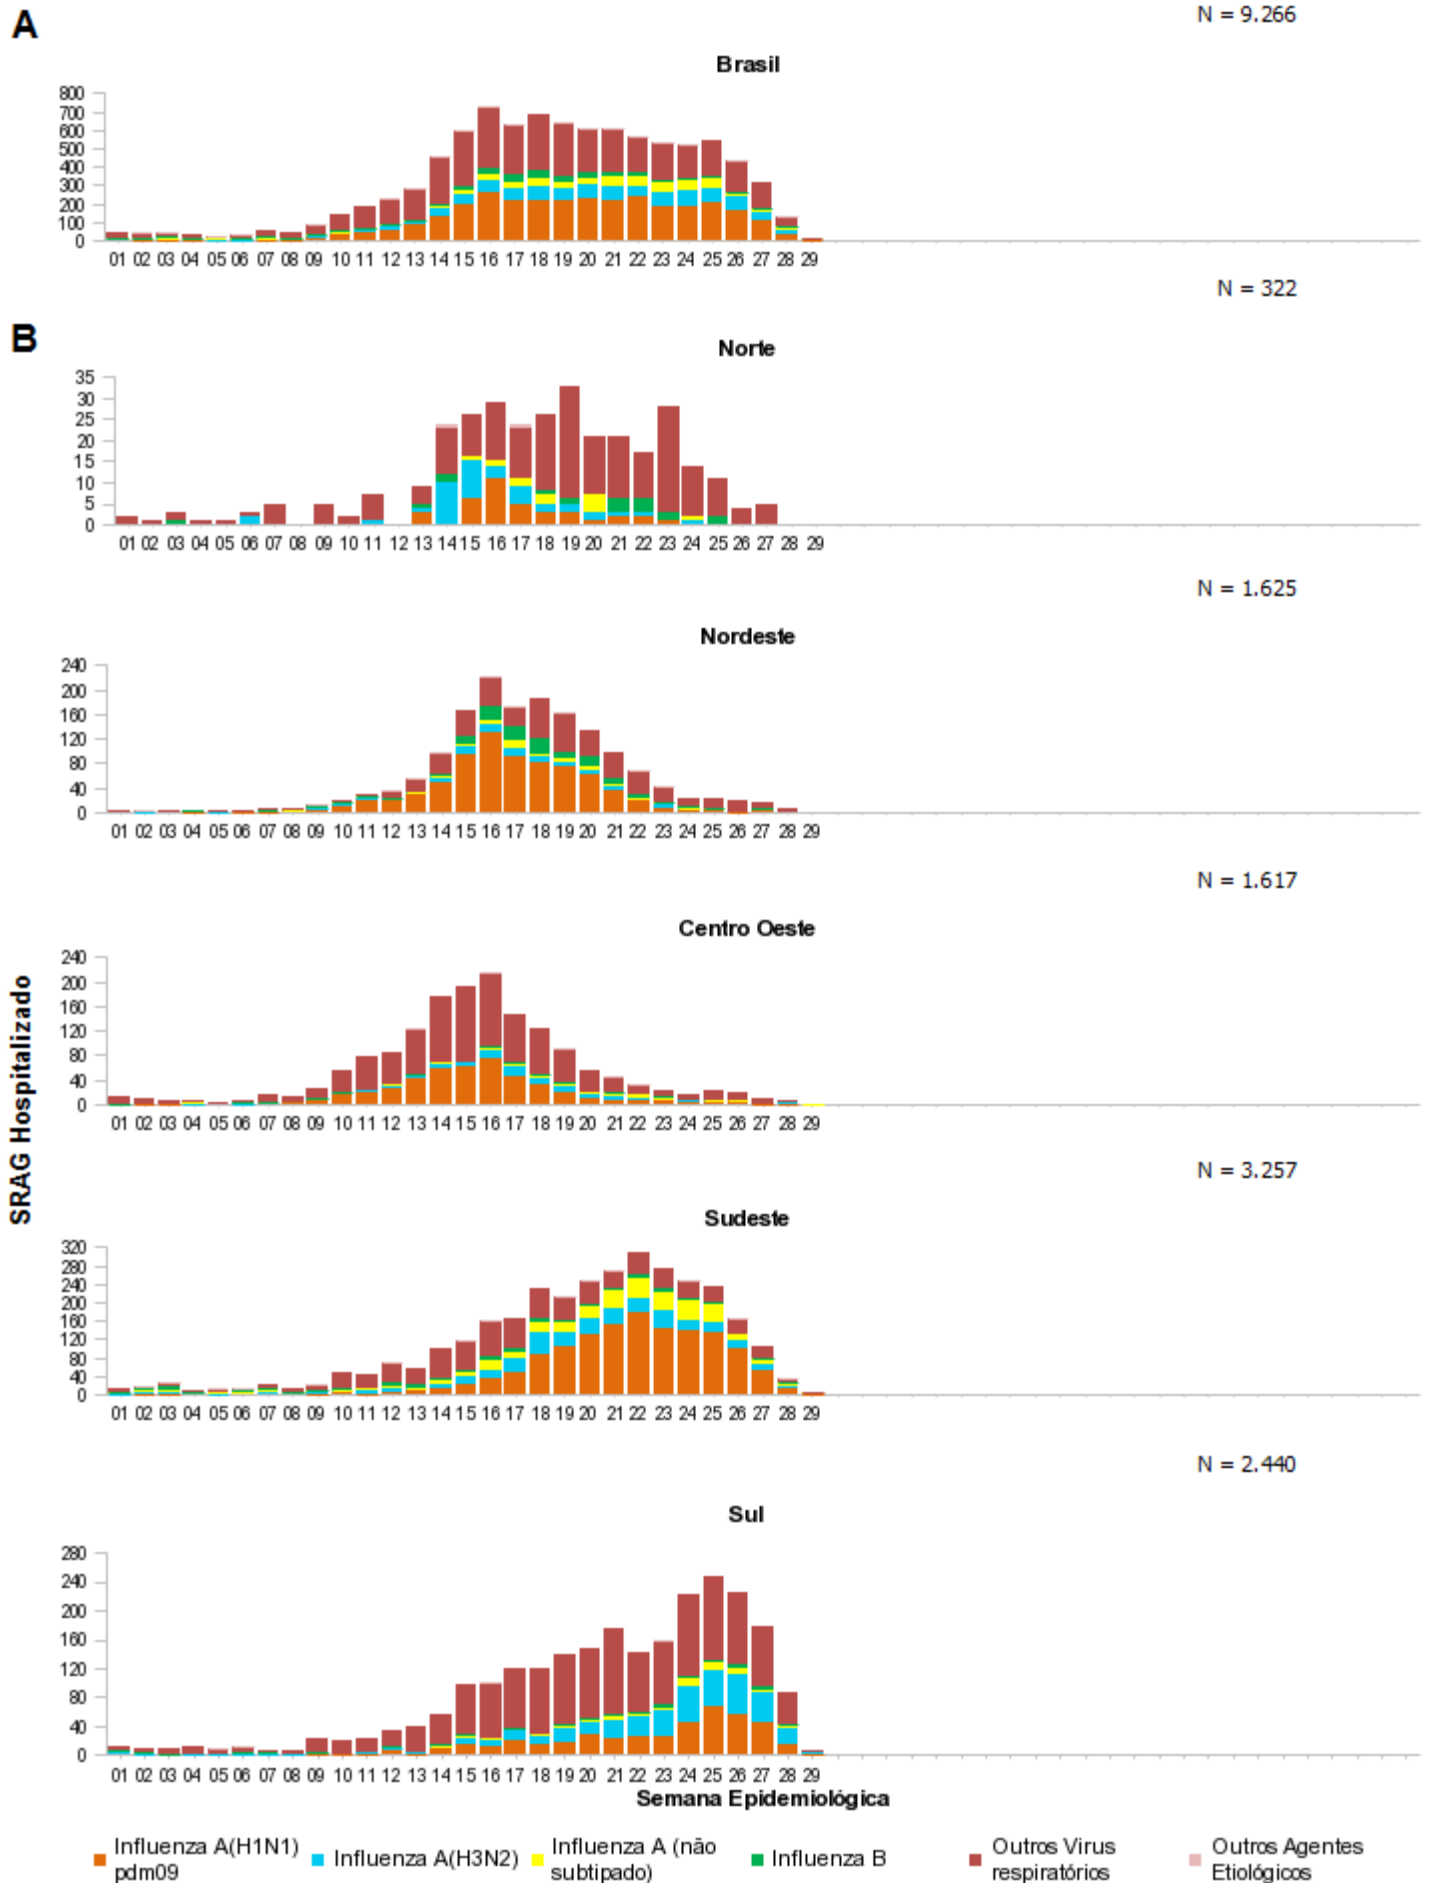 A
N = 9.266
Brasil
800
700
600
500
400
300
200
100
0
01 02 03 04 05 06 07 08 09 10 11 12 13 14 15 16 17 18 19 20 21 22 23 24 25 26 27 28 29
N = 322
B
Norte
35
30
25
20
15
10
5
0
01 02 03 04 05 06 07 08 09 10 11 12 13 14 15 16 17 18 19 20 21 22 23 24 25 26 27 28 29
N = 1.625
Nordeste
240
200
160
120
80
40
0
01 02 03 04 05 06 07 08 09 10 11 12 13 14 15 16 17 18 19 20 21 22 23 24 25 26 27 28 29
N = 1.617
Centro Oeste
240
200
160
120
80
40
0
01 02 03 04 05 06 07 08 09 10 11 12 13 14 15 16 17 18 19 20 21 22 23 24 25 26 27 28 29
SRAG Hospitalizado
N = 3.257
Sudeste
320
280
240
200
160
120
80
40
0
01 02 03 04 05 06 07 08 09 10 11 12 13 14 15 16 17 18 19 20 21 22 23 24 25 26 27 28 29
N = 2.440
Sul
280
240
200
160
120
80
40
0
01 02 03 04 05 06 07 08 09 10 11 12 13 14 15 16 17 18 19 20 21 22 23 24 25 26 27 28 29
Semana Epidemiológica
Influenza A(H1N1)
pdm09
Influenza A(H3N2)
Influenza A (não
subtipado)
Influenza B
Outros Virus
respiratórios
Outros Agentes
Etiológicos